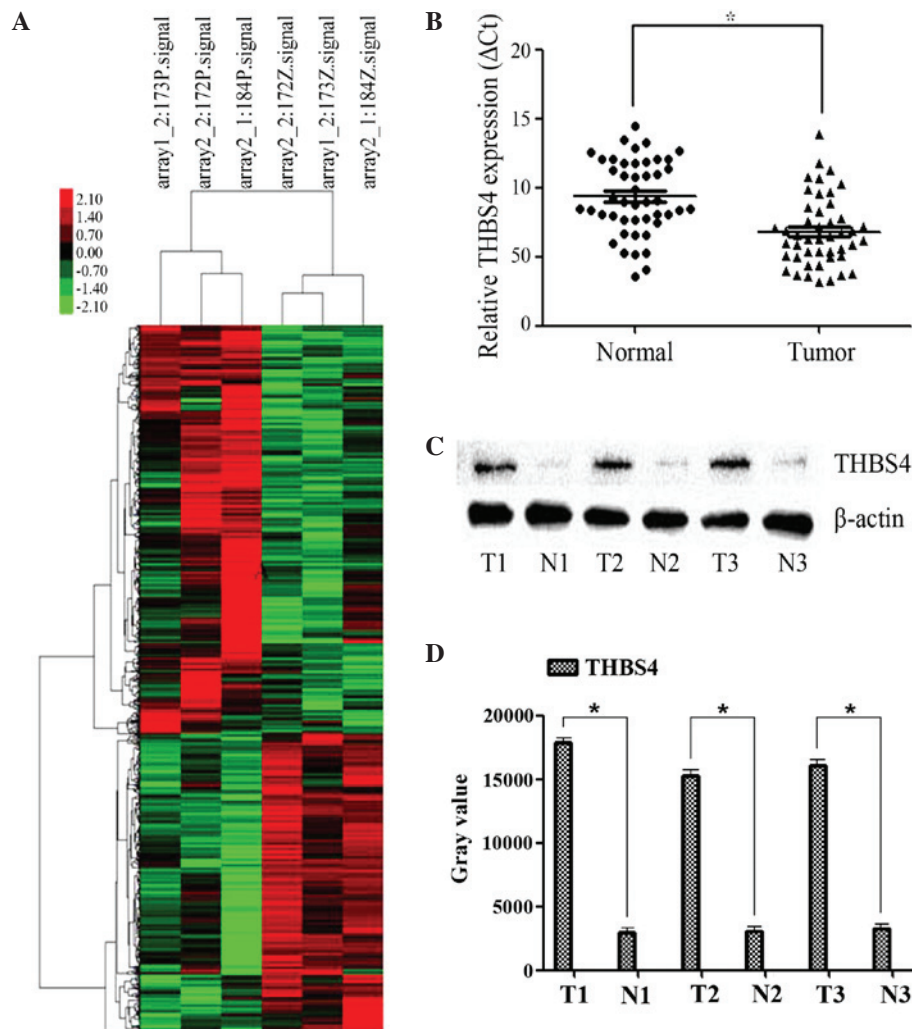 A
array1_2:173P.signal
array2_2:172P.signal
array2_1:184P.signal
array2_2:172Z.signal
array1_2:173Z.signal
array2_1:184Z.signal
2.10
1.40
0.70
0.00
-0.70
-1.40
-2.10
B
*
Relative THBS4 expression (ΔCt)
20
15
10
50
0
Normal
Tumor
C
THBS4
β-actin
T1 N1 T2 N2 T3 N3
D
THBS4
* * *
Gray value
20000
15000
10000
5000
0
T1 N1 T2 N2 T3 N3